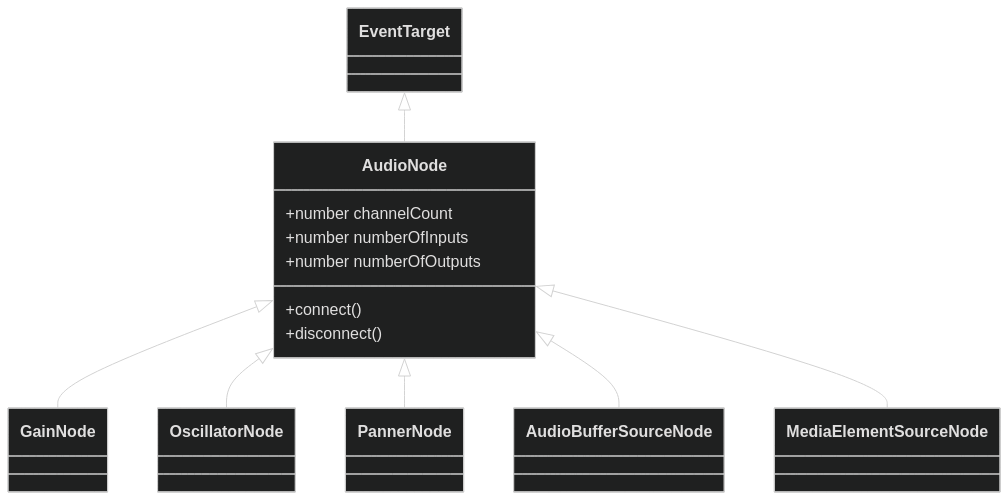 EventTarget
AudioNode
+number channelCount
+number numberOfInputs
+number numberOfOutputs
+connect()
+disconnect()
GainNode
OscillatorNode
PannerNode
AudioBufferSourceNode
MediaElementSourceNode